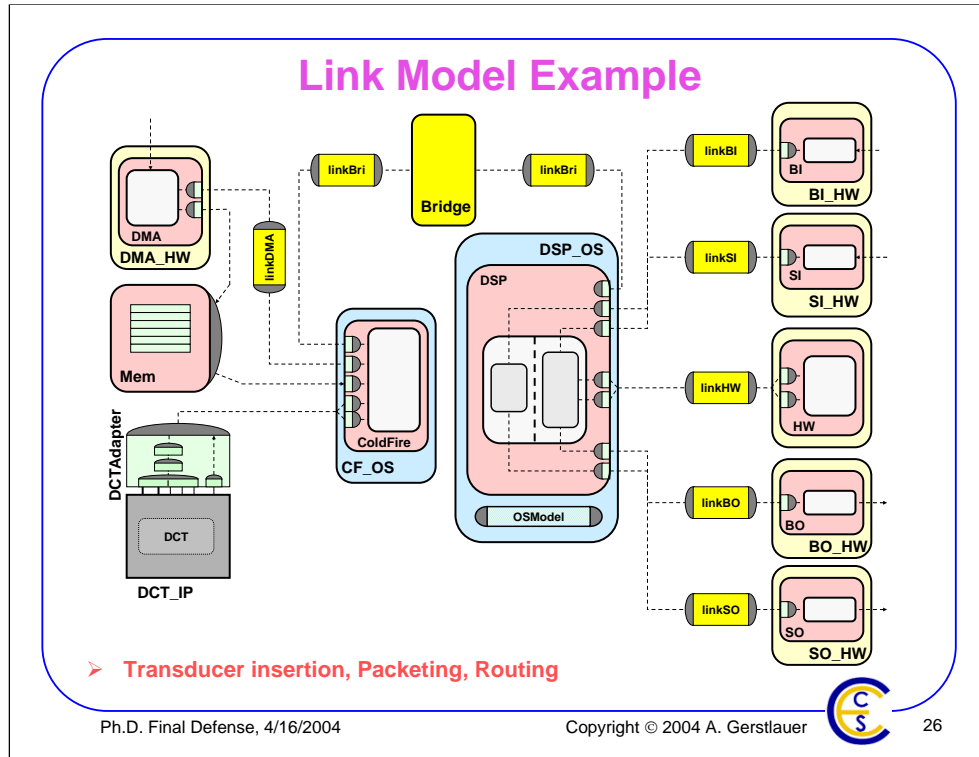 Link Model Example
linkBri
Bridge
linkBri
linkBI
BI
BI_HW
DMA
DMA_HW
linkDMA
DSP_OS
DSP
linkSI
SI
SI_HW
Mem
ColdFire
CF_OS
linkHW
HW
HW
DCTAdapter
DCT
DCT_IP
OSModel
linkBO
BO
BO_HW
linkSO
SO
SO_HW
➢ Transducer insertion, Packeting, Routing
Ph.D. Final Defense, 4/16/2004
Copyright © 2004 A. Gerstlauer
C
S
26